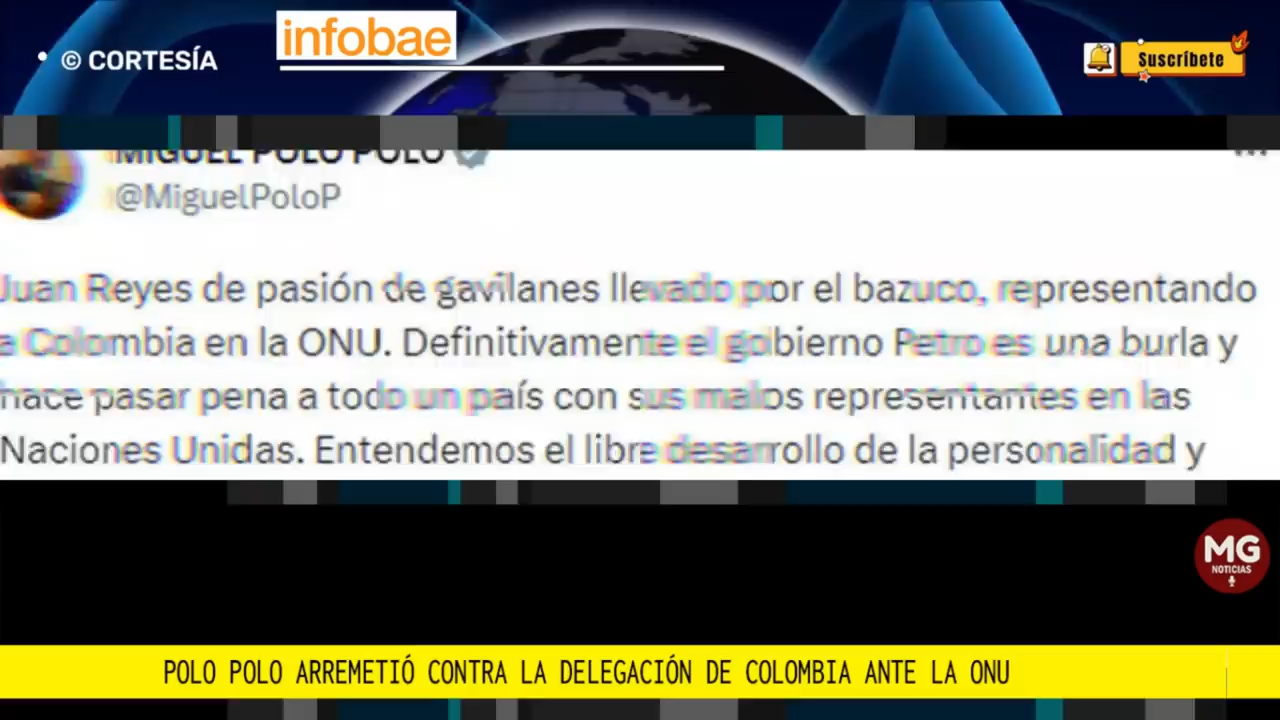 © CORTESÍA
infobae
Suscríbete
MIGUEL POLO POLO
@MiguelPoloP
Juan Reyes de pasión de gavilanes llevado por el bazuco, representando
a Colombia en la ONU. Definitivamente el gobierno Petro es una burla y
hace pasar pena a todo un país con sus malos representantes en las
Naciones Unidas. Entendemos el libre desarrollo de la personalidad y
MG
NOTICIAS
POLO POLO ARREMETIÓ CONTRA LA DELEGACIÓN DE COLOMBIA ANTE LA ONU